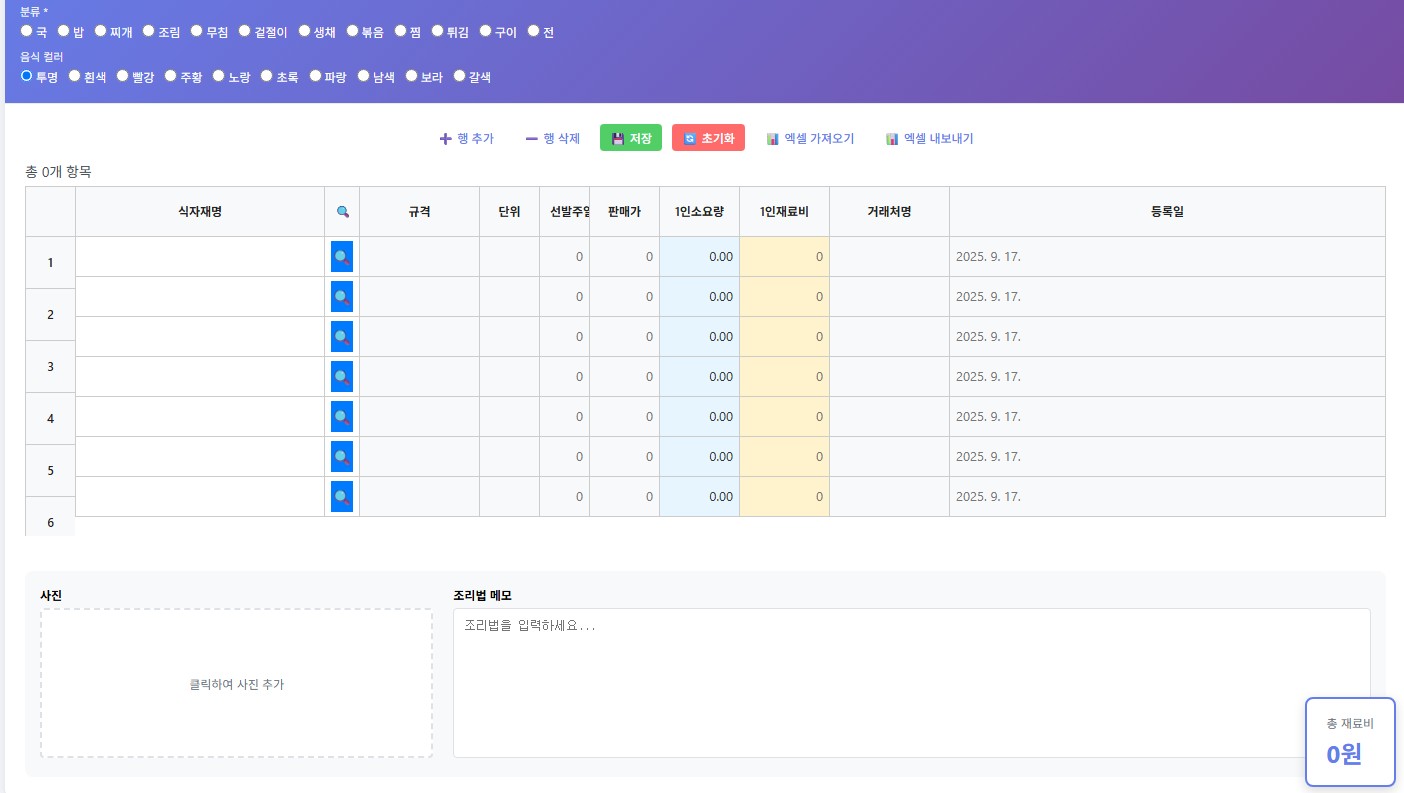 분류 *
국 밥 찌개 조림 무침 겉절이 생채 볶음 찜 튀김 구이 전
음식 컬러
투명 흰색 빨강 주황 노랑 초록 파랑 남색 보라 갈색
행 추가 행 삭제 저장 초기화 엑셀 가져오기 엑셀 내보내기
총 0개 항목
식자재명 규격 단위 선발주일 판매가 1인소요량 1인재료비 거래처명 등록일
1 0 0 0.00 0 2025. 9. 17.
2 0 0 0.00 0 2025. 9. 17.
3 0 0 0.00 0 2025. 9. 17.
4 0 0 0.00 0 2025. 9. 17.
5 0 0 0.00 0 2025. 9. 17.
0 0 0.00 0 2025. 9. 17.
6 0 0 0.00 0 2025. 9. 17.
사진 조리법 메모
조리법을 입력하세요...
클릭하여 사진 추가
총 재료비
0원